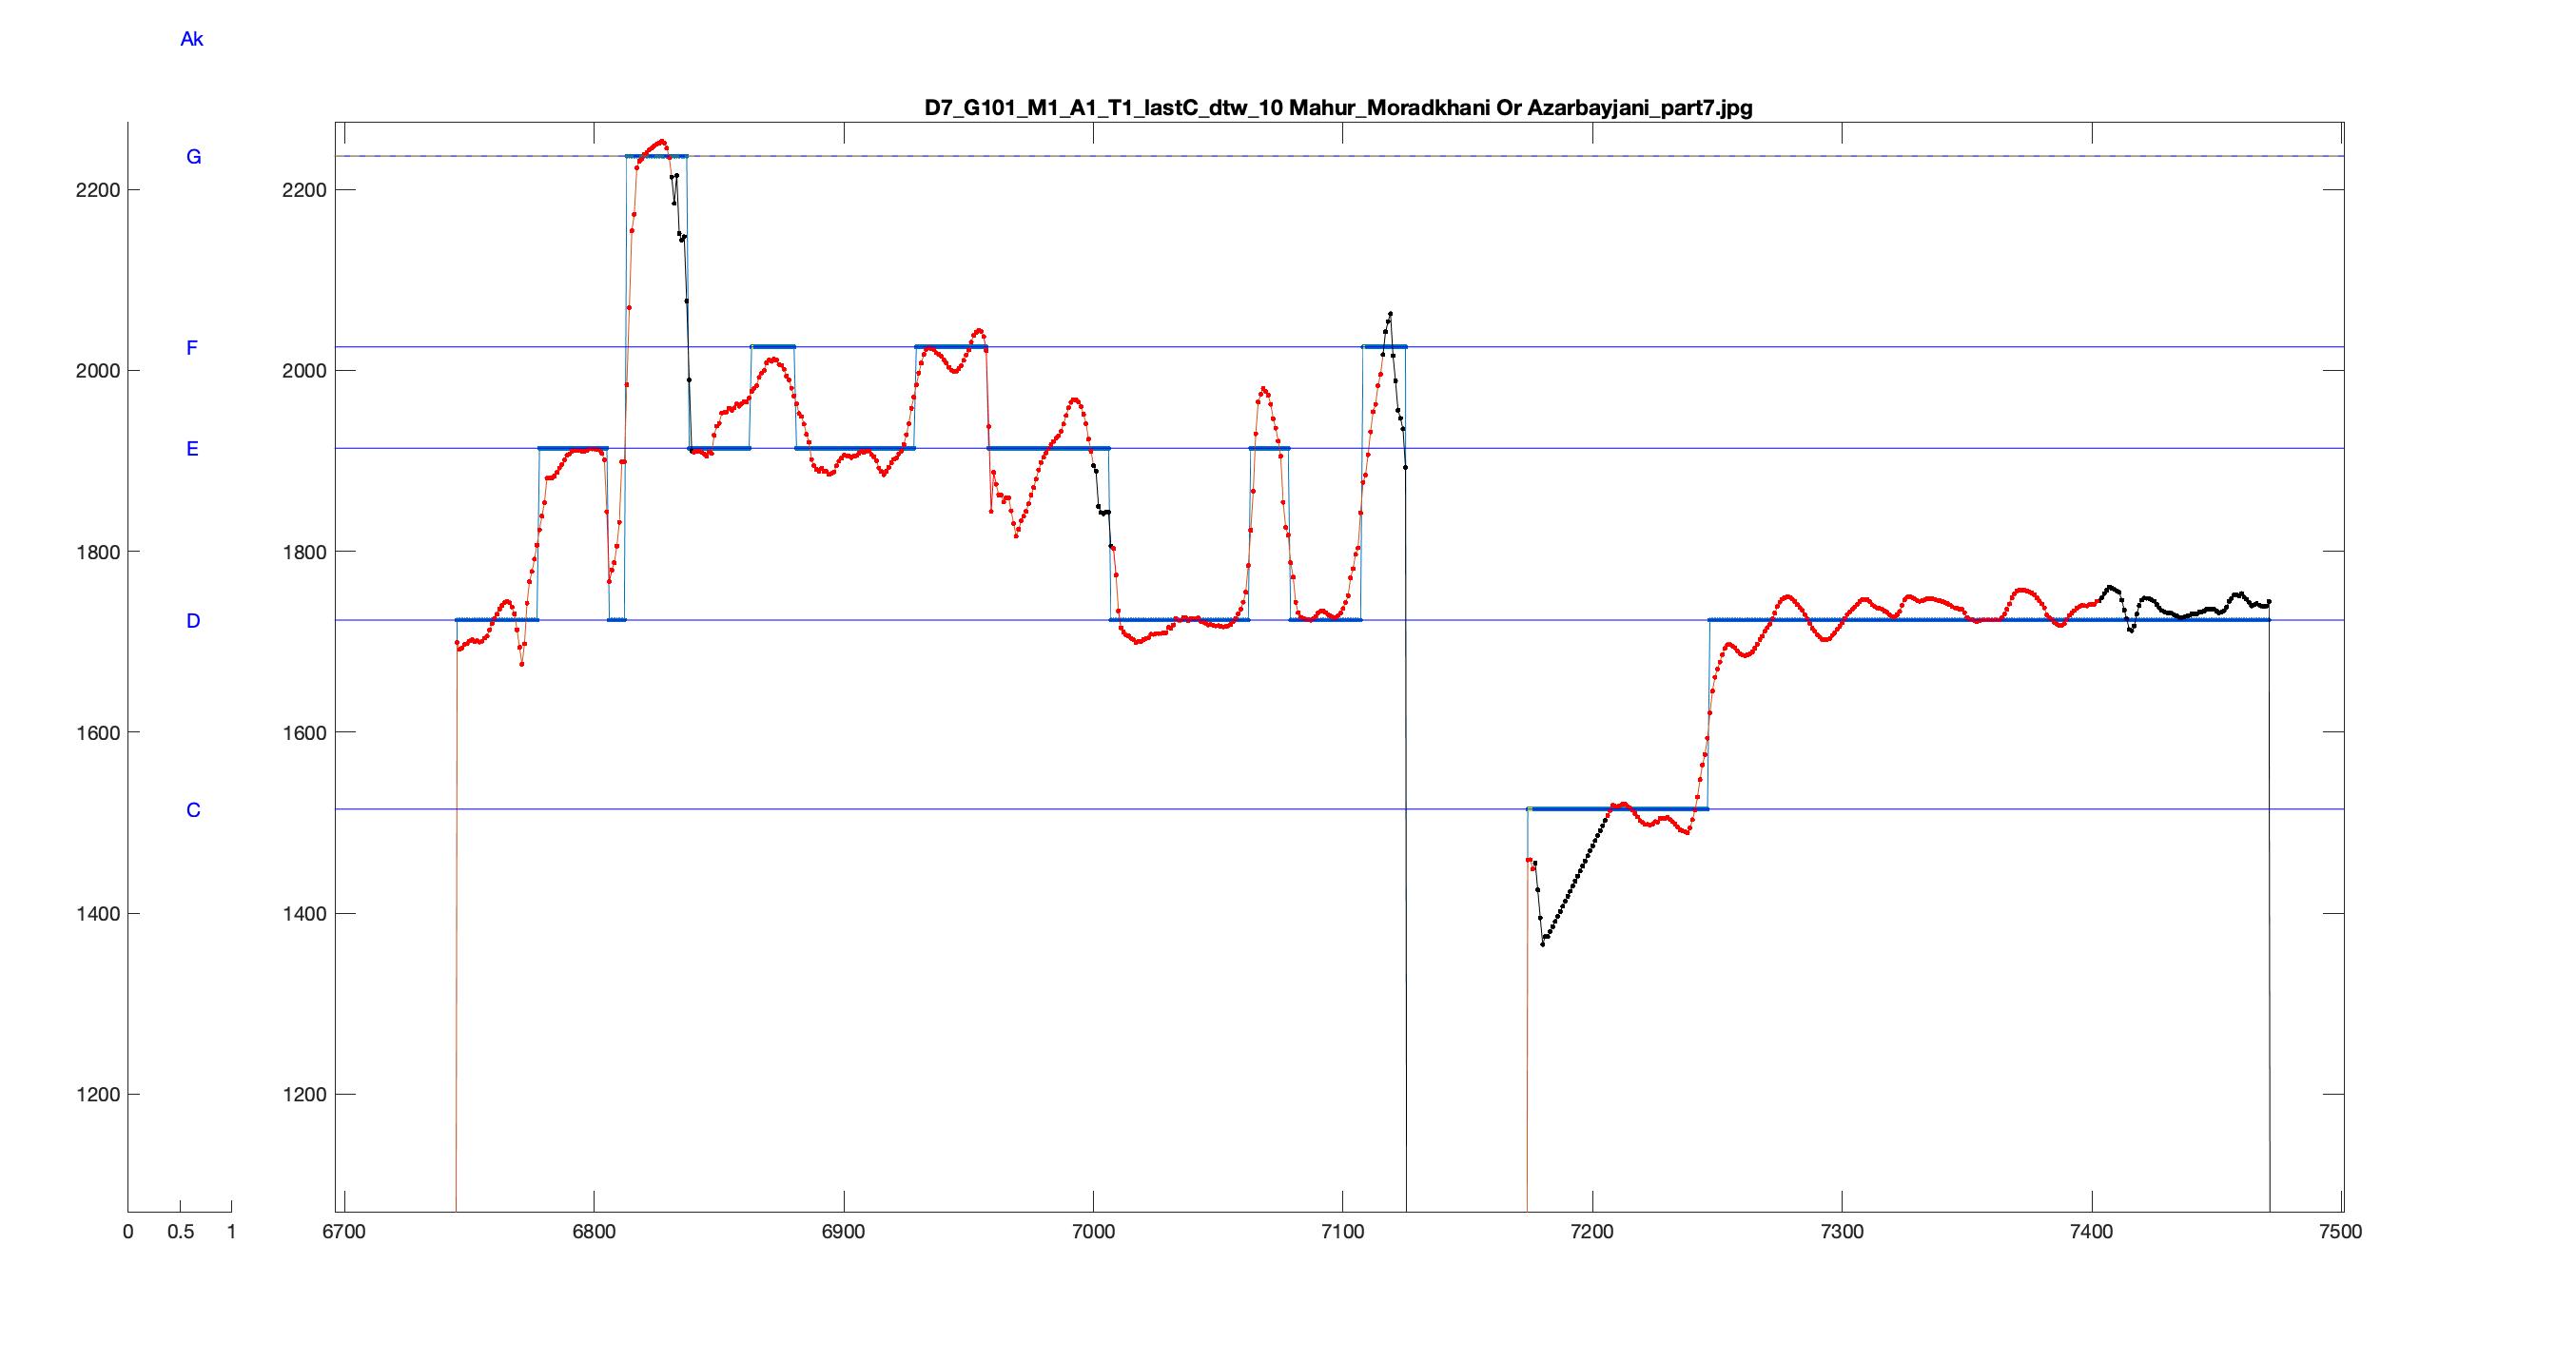 Ak
D7_G101_M1_A1_T1_lastC_dtw_10 Mahur_Moradkhani Or Azarbayjani_part7.jpg
G
2200 2200
F
2000 2000
E
1800 1800
D
1600 1600
C
1400 1400
1200 1200
0 0.5 1 6700 6800 6900 7000 7100 7200 7300 7400 7500